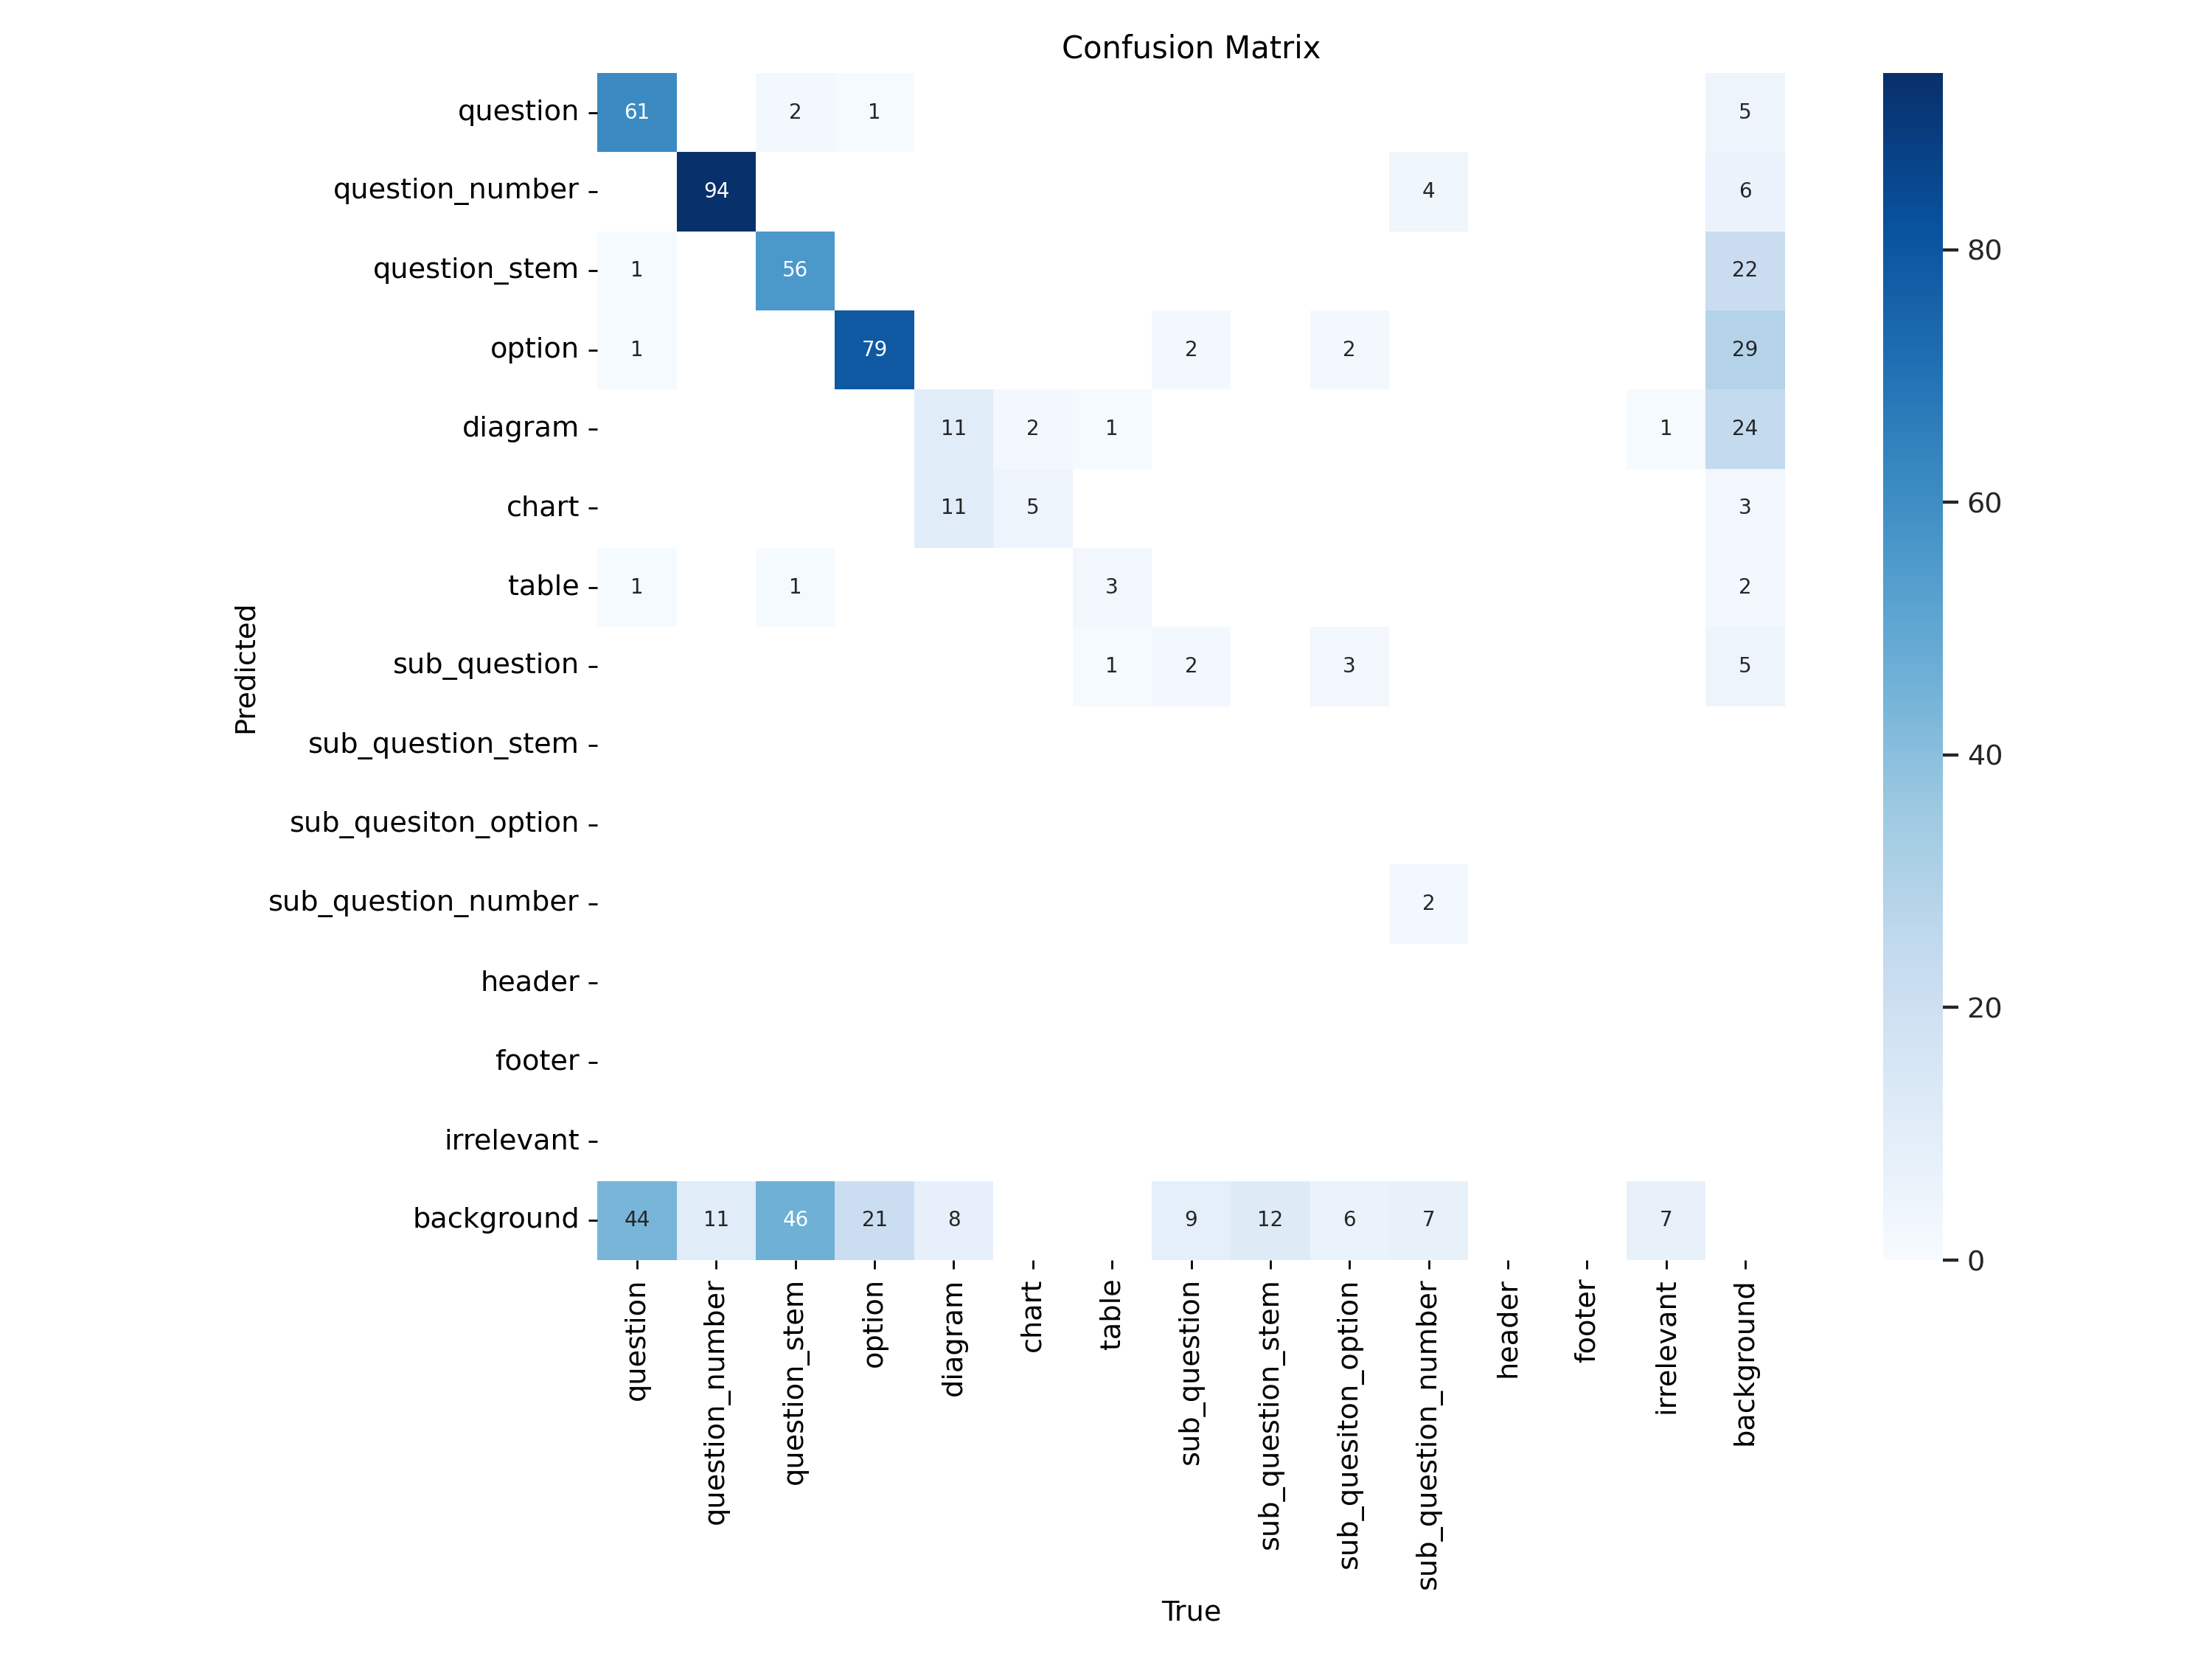 Confusion Matrix
question 61 2 1 5
question_number 94 4 6
question_stem 1 56 22
option 1 79 2 2 29
diagram 11 2 1 1 24
chart 11 5 3
table 1 1 3 2
sub_question 1 2 3 5
sub_question_stem
sub_quesiton_option
sub_question_number 2
header
footer
irrelevant
background 44 11 46 21 8 9 12 6 7 7
Predicted
question
question_number
question_stem
option
diagram
chart
table
sub_question
sub_question_stem
sub_quesiton_option
sub_question_number
header
footer
irrelevant
background
True
80
60
40
20
0